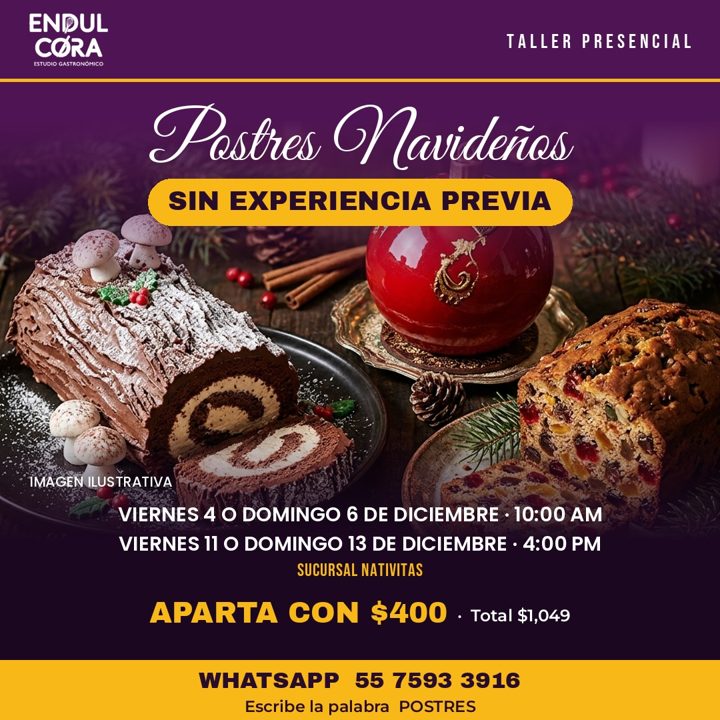 ENDUL
CØRA
ESTUDIO GASTRONÓMICO
TALLER PRESENCIAL
Postres Navideños
SIN EXPERIENCIA PREVIA
IMAGEN ILUSTRATIVA
VIERNES 4 O DOMINGO 6 DE DICIEMBRE · 10:00 AM
VIERNES 11 O DOMINGO 13 DE DICIEMBRE · 4:00 PM
SUCURSAL NATIVITAS
APARTA CON $400 · Total $1,049
WHATSAPP 55 7593 3916
Escribe la palabra POSTRES